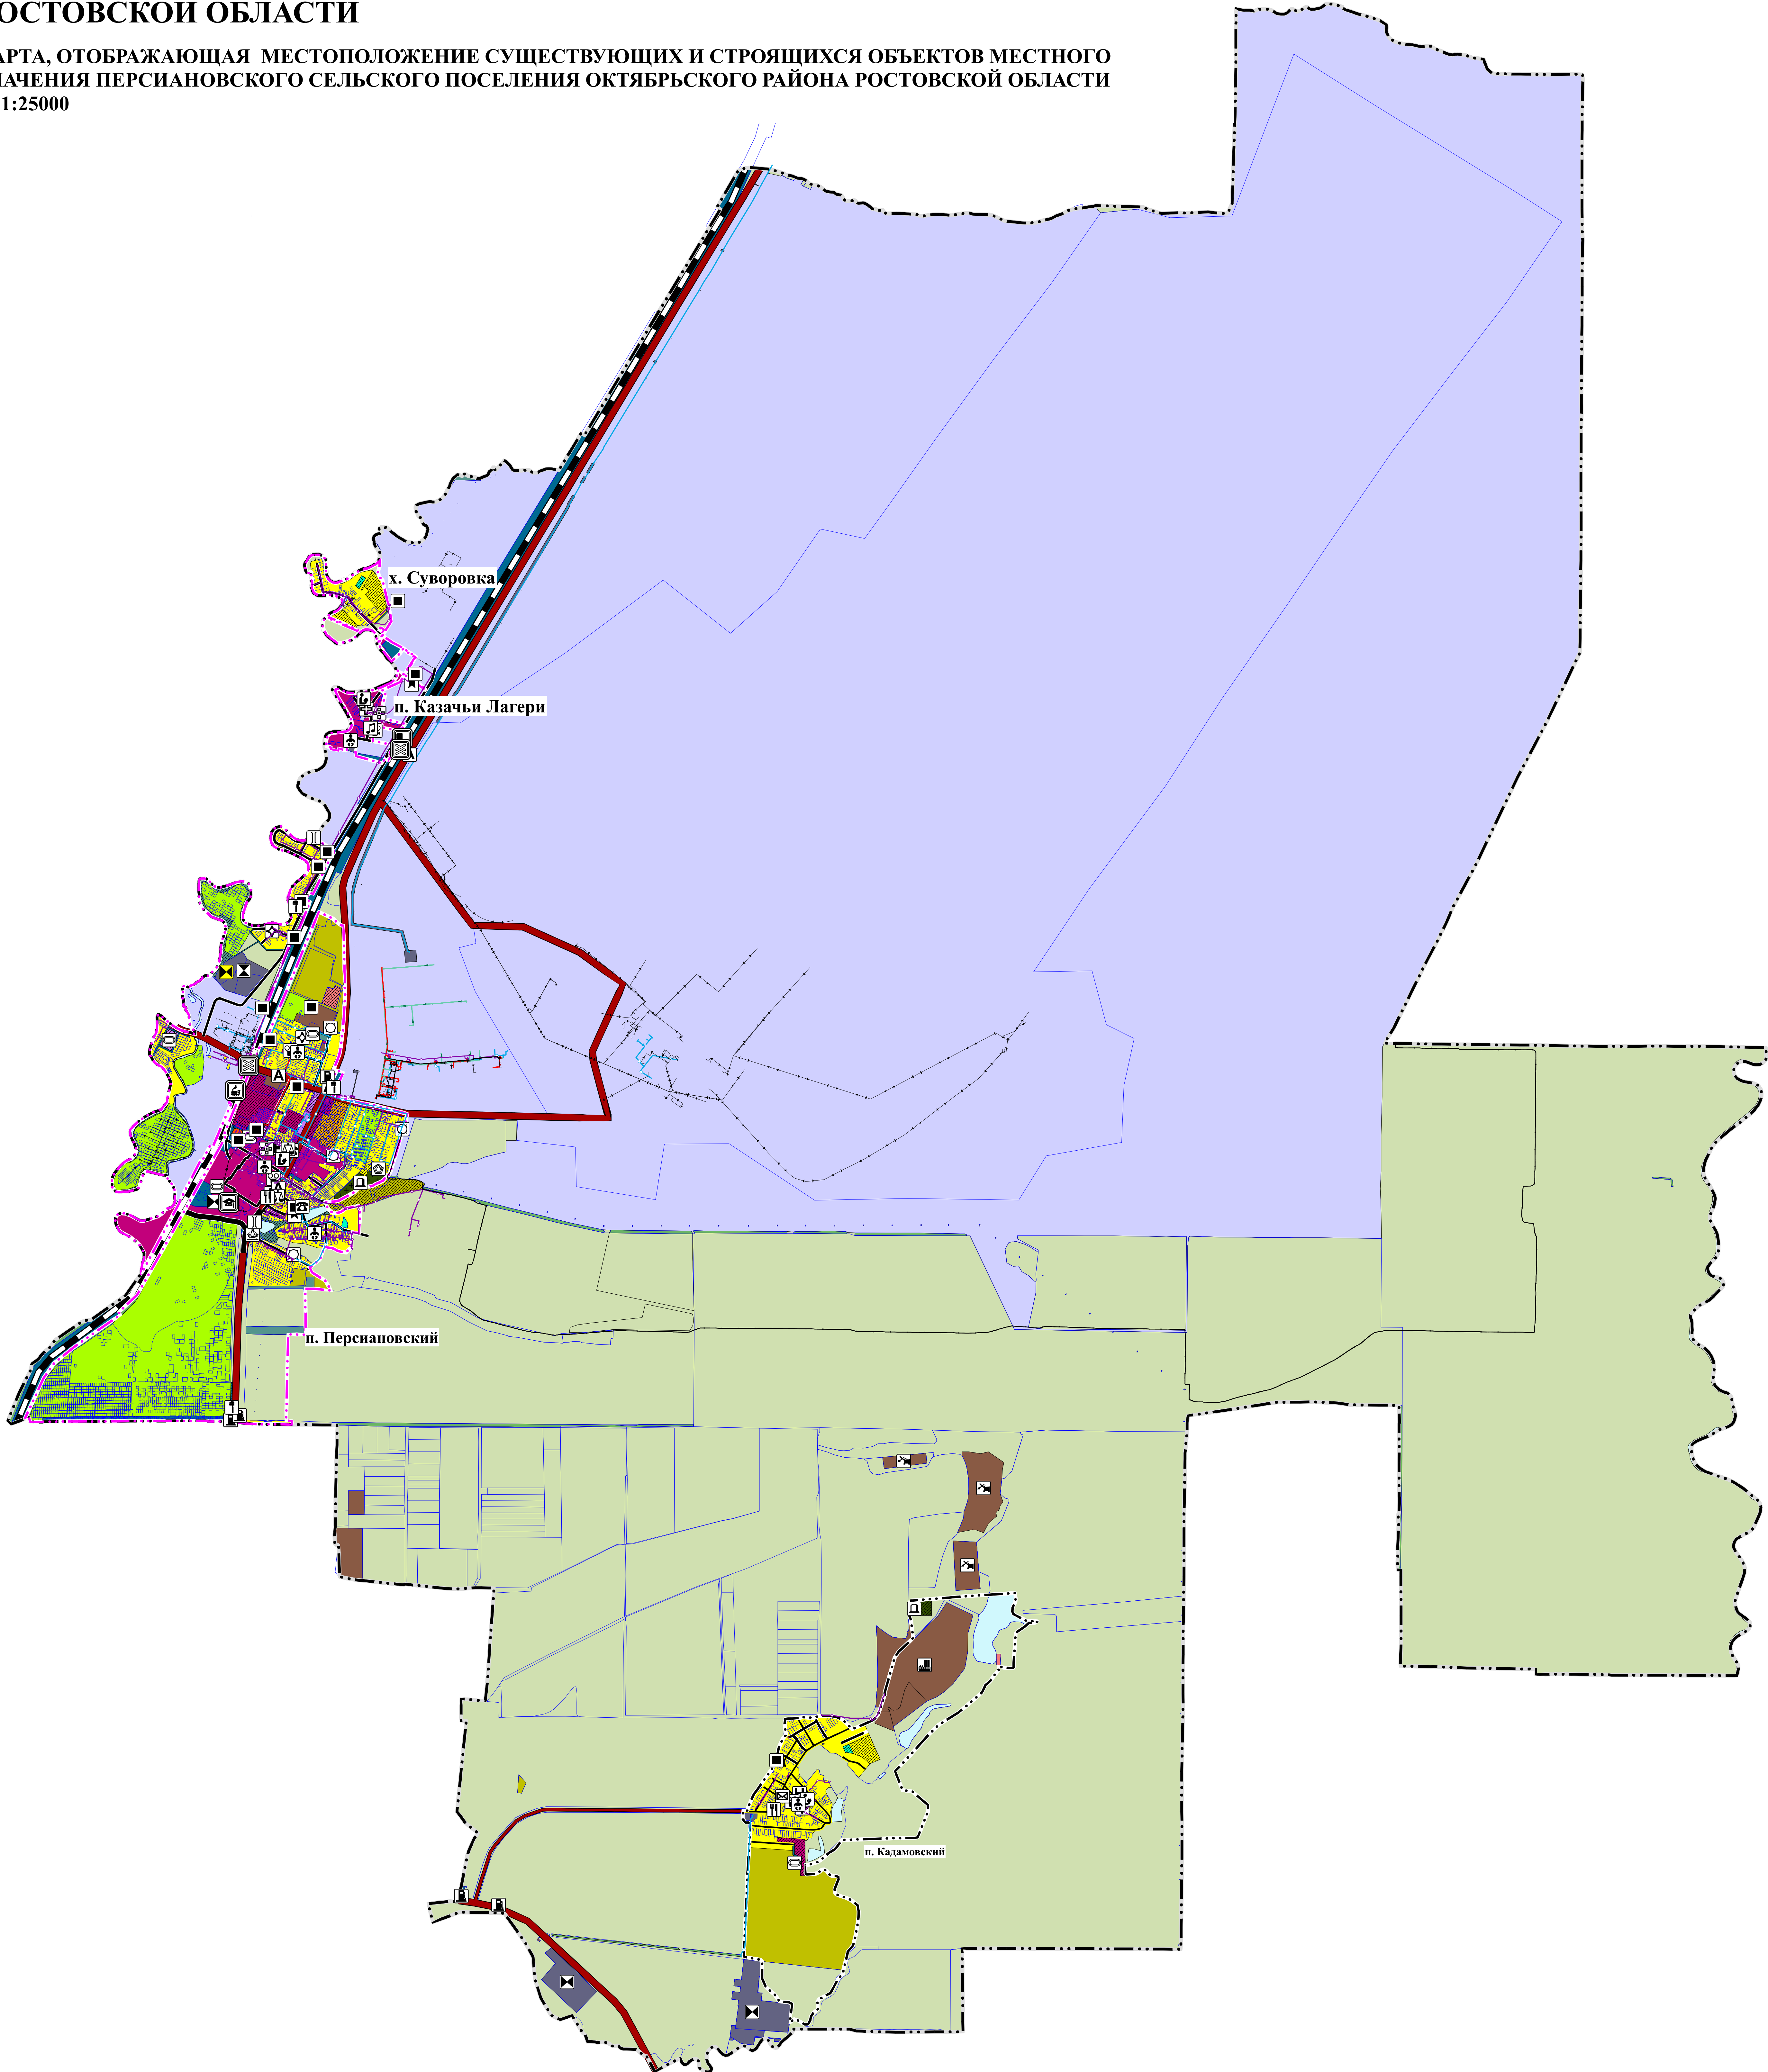 ОСТОВСКОЙ ОБЛАСТИ
АРТА, ОТОБРАЖАЮЩАЯ МЕСТОПОЛОЖЕНИЕ СУЩЕСТВУЮЩИХ И СТРОЯЩИХСЯ ОБЪЕКТОВ МЕСТНОГО
НАЧЕНИЯ ПЕРСИАНОВСКОГО СЕЛЬСКОГО ПОСЕЛЕНИЯ ОКТЯБРЬСКОГО РАЙОНА РОСТОВСКОЙ ОБЛАСТИ
1:25000
х. Суворовка
п. Казачьи Лагери
А
п. Персиановский
п. Кадамовский